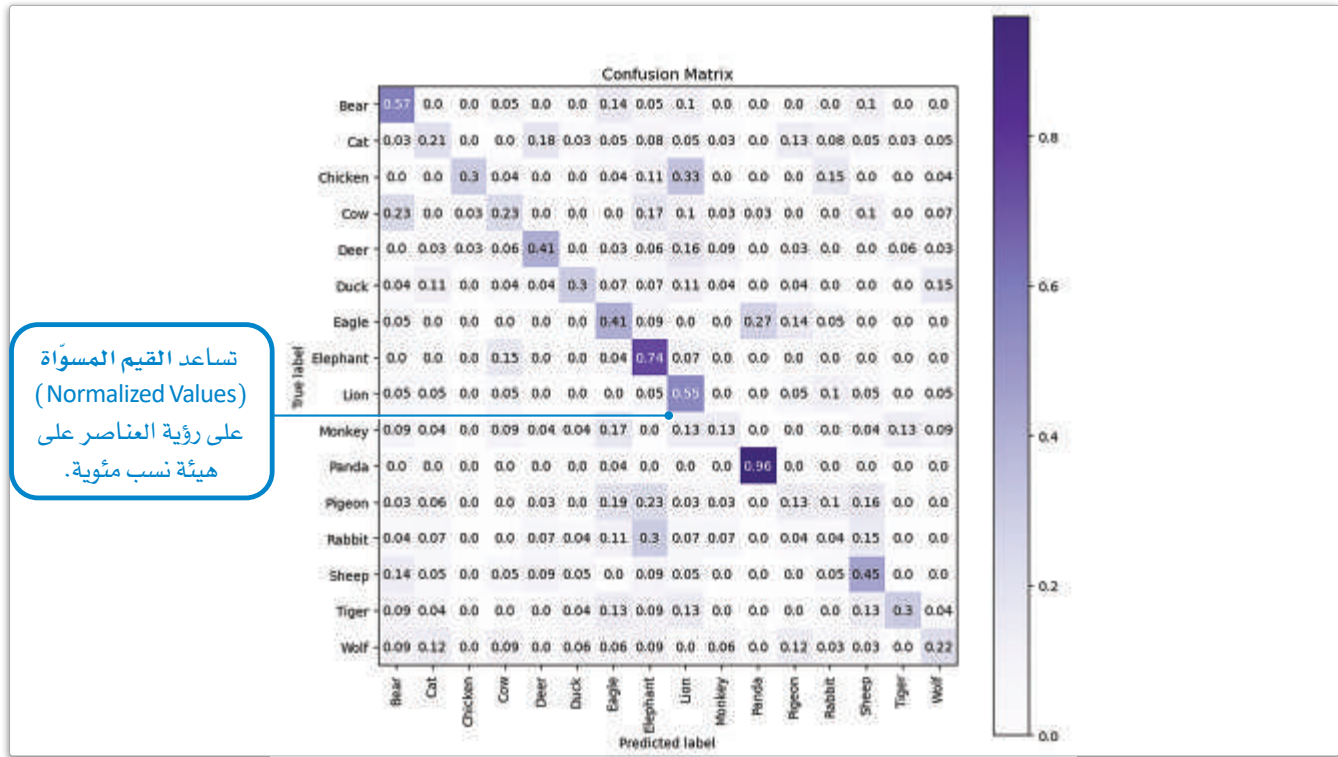 Confusion Matrix
Bear 0.57 0.0 0.0 0.05 0.0 0.0 0.14 0.05 0.1 0.0 0.0 0.0 0.0 0.1 0.0 0.0
Cat 0.03 0.21 0.0 0.0 0.18 0.03 0.05 0.08 0.05 0.03 0.0 0.13 0.08 0.05 0.03 0.05
Chicken 0.0 0.0 0.3 0.04 0.0 0.0 0.04 0.11 0.33 0.0 0.0 0.0 0.15 0.0 0.0 0.04
Cow 0.23 0.0 0.03 0.23 0.0 0.0 0.0 0.17 0.1 0.03 0.03 0.0 0.0 0.1 0.0 0.07
Deer 0.0 0.03 0.03 0.06 0.41 0.0 0.03 0.06 0.16 0.09 0.0 0.03 0.0 0.0 0.06 0.03
Duck 0.04 0.11 0.0 0.04 0.04 0.3 0.07 0.07 0.11 0.04 0.0 0.04 0.0 0.0 0.0 0.15
Eagle 0.05 0.0 0.0 0.0 0.0 0.0 0.41 0.09 0.0 0.0 0.27 0.14 0.05 0.0 0.0 0.0
Elephant 0.0 0.0 0.0 0.15 0.0 0.0 0.04 0.74 0.07 0.0 0.0 0.0 0.0 0.0 0.0 0.0
Lion 0.05 0.05 0.0 0.05 0.0 0.0 0.0 0.05 0.55 0.0 0.0 0.05 0.1 0.05 0.0 0.05
Monkey 0.09 0.04 0.0 0.09 0.04 0.04 0.17 0.0 0.13 0.13 0.0 0.0 0.0 0.04 0.13 0.09
Panda 0.0 0.0 0.0 0.0 0.0 0.0 0.04 0.0 0.0 0.0 0.96 0.0 0.0 0.0 0.0 0.0
Pigeon 0.03 0.06 0.0 0.0 0.03 0.0 0.19 0.23 0.03 0.03 0.0 0.13 0.1 0.16 0.0 0.0
Rabbit 0.04 0.07 0.0 0.0 0.07 0.04 0.11 0.3 0.07 0.07 0.0 0.04 0.04 0.15 0.0 0.0
Sheep 0.14 0.05 0.0 0.05 0.09 0.05 0.0 0.09 0.05 0.0 0.0 0.0 0.05 0.45 0.0 0.0
Tiger 0.09 0.04 0.0 0.0 0.0 0.04 0.13 0.09 0.13 0.0 0.0 0.0 0.0 0.13 0.3 0.04
Wolf 0.09 0.12 0.0 0.09 0.0 0.06 0.06 0.09 0.0 0.06 0.0 0.12 0.03 0.03 0.0 0.22
Bear Cat Chicken Cow Deer Duck Eagle Elephant Lion Monkey Panda Pigeon Rabbit Sheep Tiger Wolf
Predicted label
True label
0.8
0.6
0.4
0.2
0.0
تساعد القيم المسوّاة
(Normalized Values)
على رؤية العناصر على
هيئة نسب مئوية.